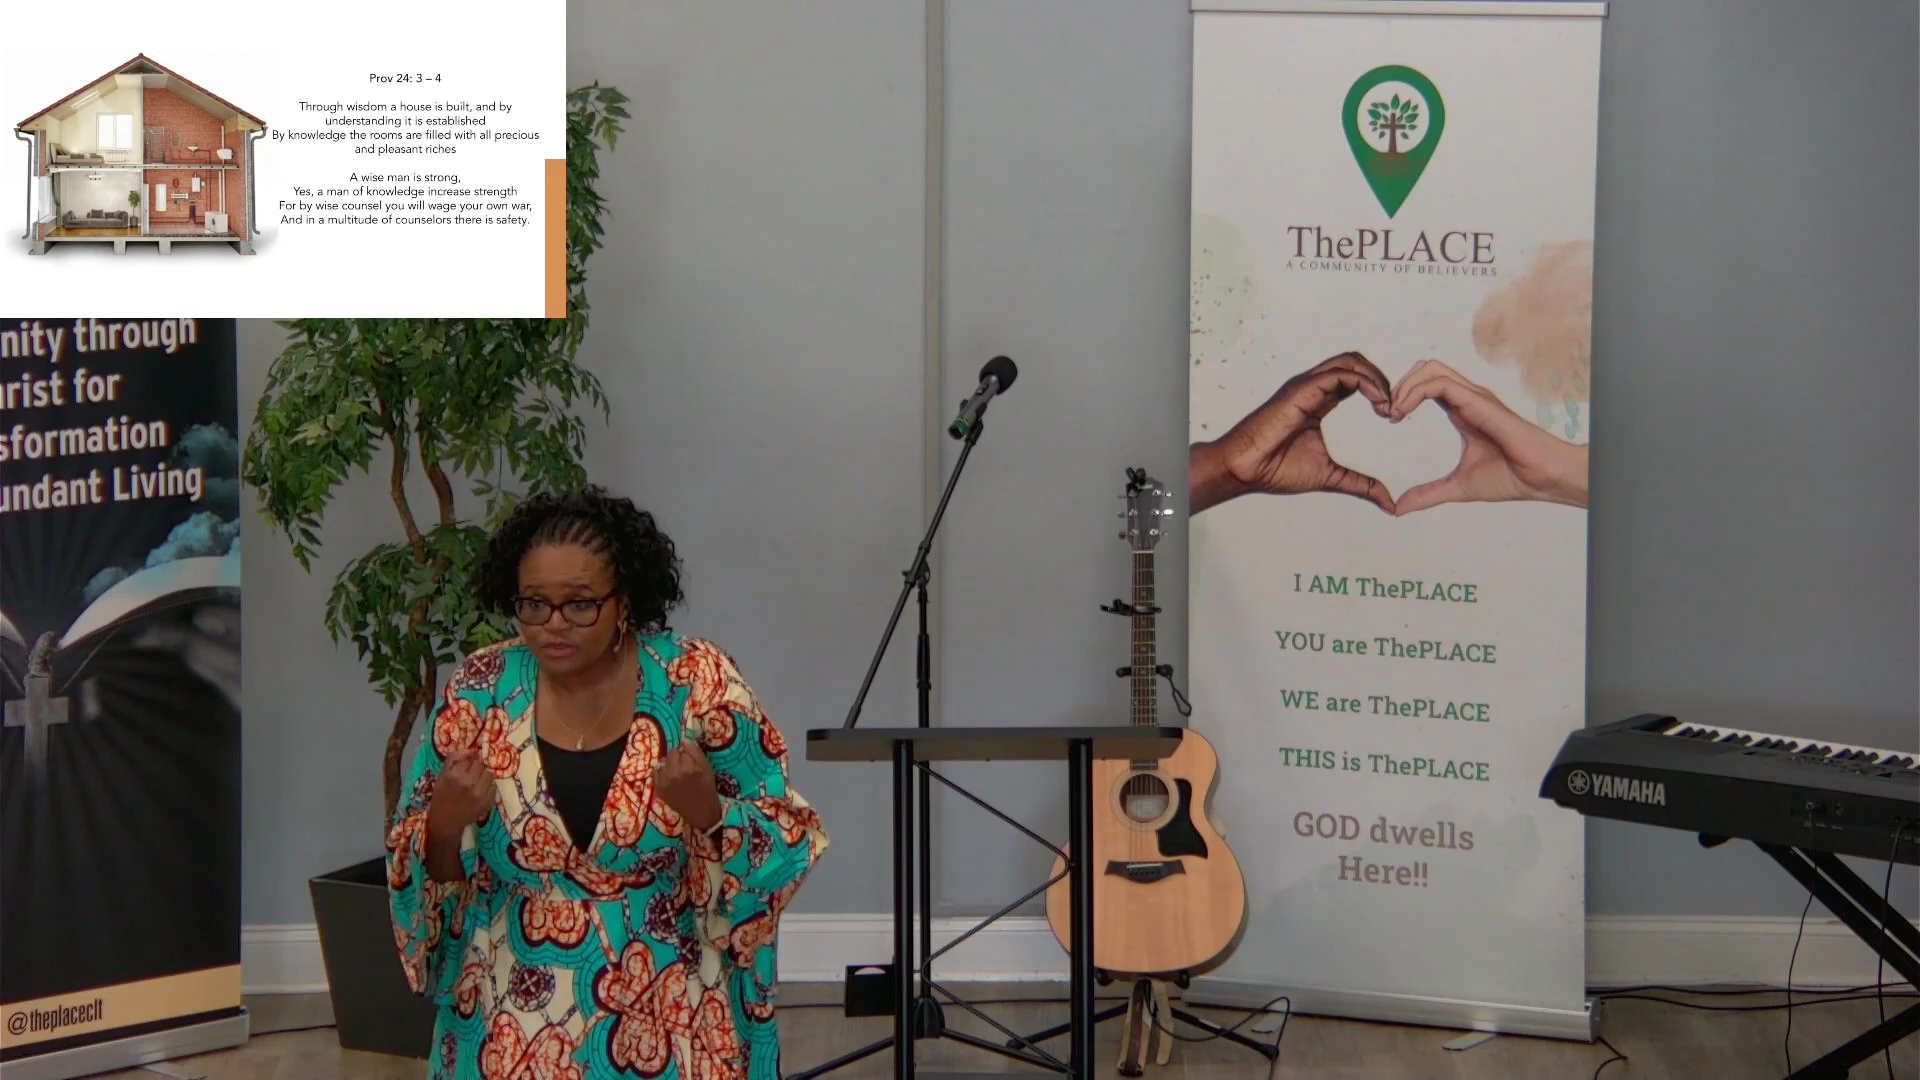 Prov 24: 3 – 4
Through wisdom a house is built, and by
understanding it is established
By knowledge the rooms are filled with all precious
and pleasant riches
A wise man is strong,
Yes, a man of knowledge increase strength
For by wise counsel you will wage your own war,
And in a multitude of counselors there is safety.
nity through
rist for
sformation
undant Living
@theplaceclt
ThePLACE
A COMMUNITY OF BELIEVERS
I AM ThePLACE
YOU are ThePLACE
WE are ThePLACE
THIS is ThePLACE
GOD dwells
Here!!
YAMAHA